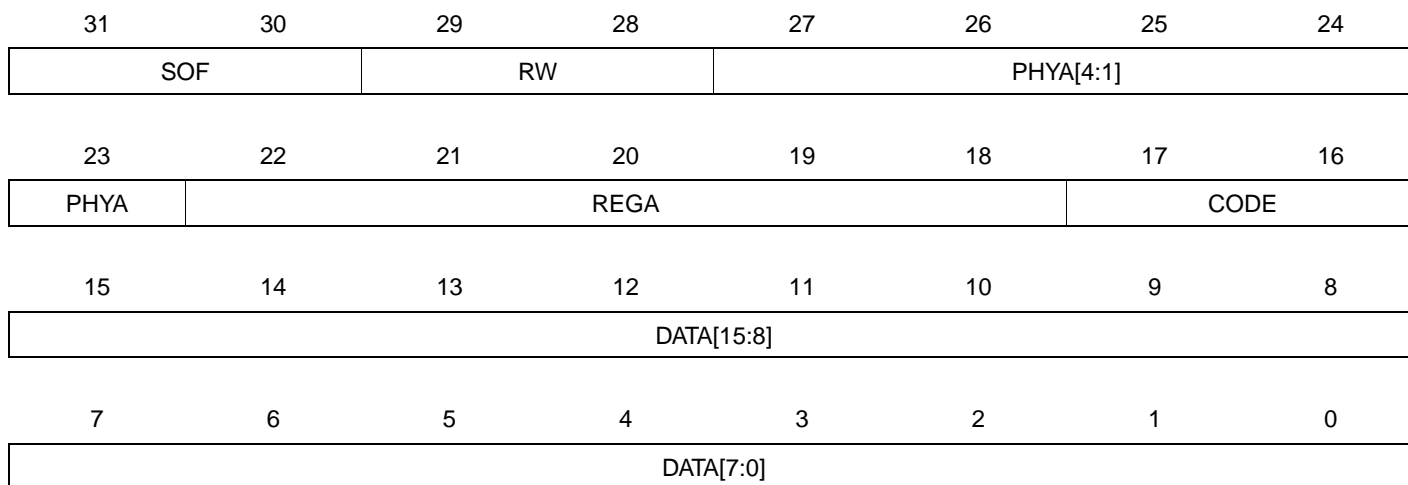 31 30 29 28 27 26 25 24
SOF RW PHYA[4:1]
23 22 21 20 19 18 17 16
PHYA REGA CODE
15 14 13 12 11 10 9 8
DATA[15:8]
7 6 5 4 3 2 1 0
DATA[7:0]